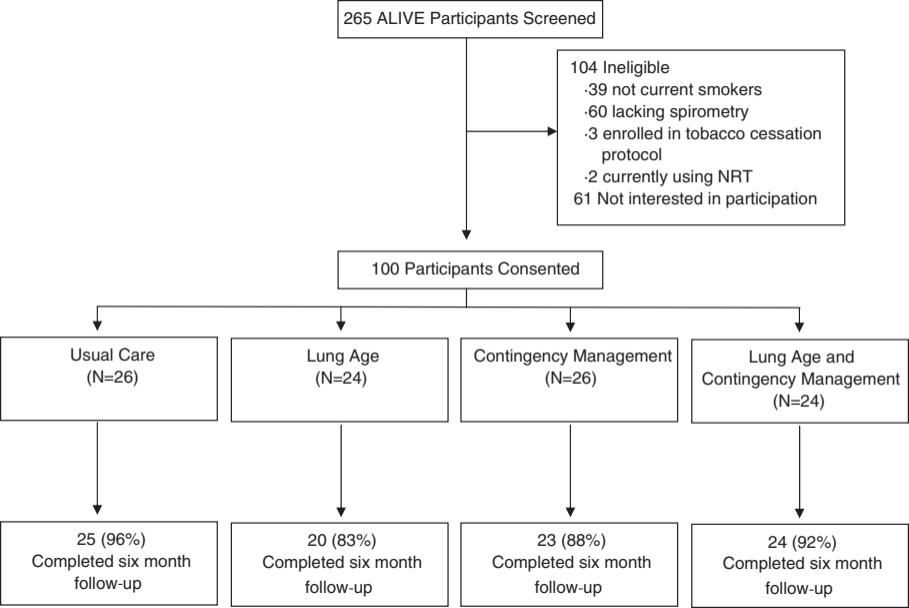 265 ALIVE Participants Screened
104 Ineligible
·39 not current smokers
·60 lacking spirometry
·3 enrolled in tobacco cessation
protocol
·2 currently using NRT
61 Not interested in participation
100 Participants Consented
Usual Care
(N=26)
Lung Age
(N=24)
Contingency Management
(N=26)
Lung Age and
Contingency Management
(N=24)
25 (96%)
Completed six month
follow-up
20 (83%)
Completed six month
follow-up
23 (88%)
Completed six month
follow-up
24 (92%)
Completed six month
follow-up